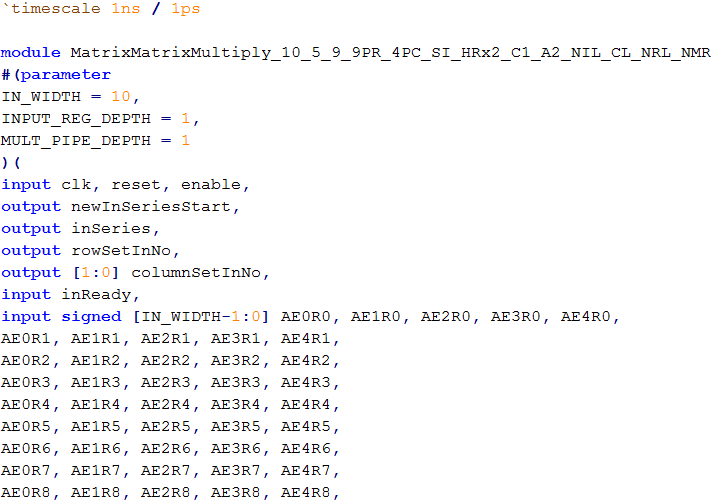 `timescale 1ns / 1ps
module MatrixMatrixMultiply_10_5_9_9PR_4PC_SI_HRx2_C1_A2_NIL_CL_NRL_NMR
#(parameter
IN_WIDTH = 10,
INPUT_REG_DEPTH = 1,
MULT_PIPE_DEPTH = 1
)(
input clk, reset, enable,
output newInSeriesStart,
output inSeries,
output rowSetInNo,
output [1:0] columnSetInNo,
input inReady,
input signed [IN_WIDTH-1:0] AE0R0, AE1R0, AE2R0, AE3R0, AE4R0,
AE0R1, AE1R1, AE2R1, AE3R1, AE4R1,
AE0R2, AE1R2, AE2R2, AE3R2, AE4R2,
AE0R3, AE1R3, AE2R3, AE3R3, AE4R3,
AE0R4, AE1R4, AE2R4, AE3R4, AE4R4,
AE0R5, AE1R5, AE2R5, AE3R5, AE4R5,
AE0R6, AE1R6, AE2R6, AE3R6, AE4R6,
AE0R7, AE1R7, AE2R7, AE3R7, AE4R7,
AE0R8, AE1R8, AE2R8, AE3R8, AE4R8,